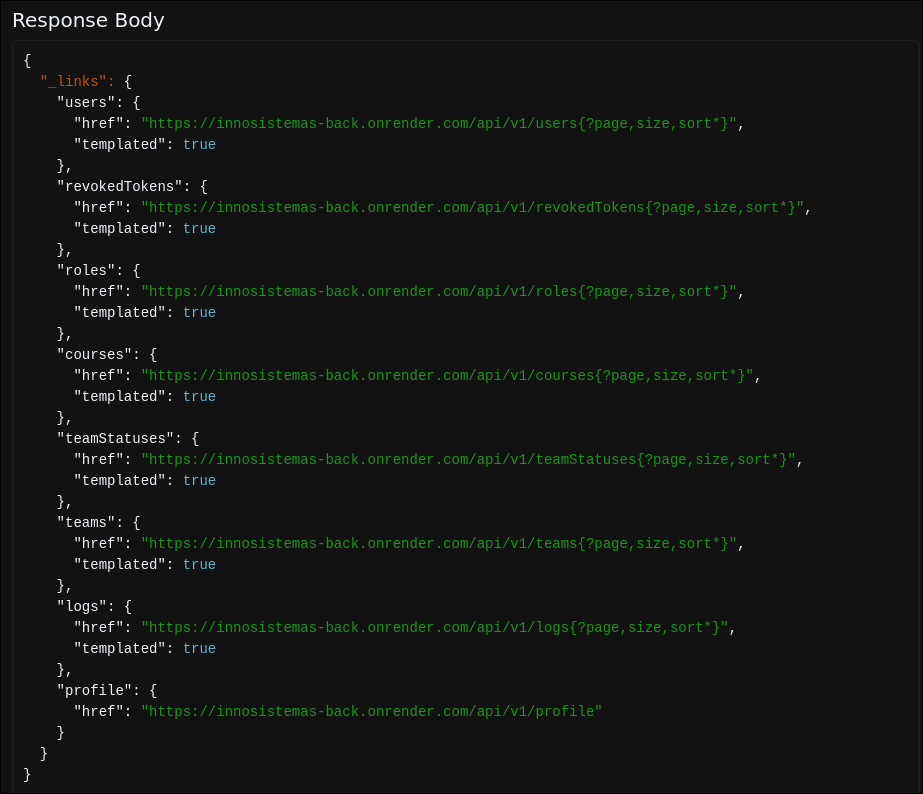 Response Body
{
  "_links": {
    "users": {
      "href": "https://innosistemas-back.onrender.com/api/v1/users{?page,size,sort*}",
      "templated": true
    },
    "revokedTokens": {
      "href": "https://innosistemas-back.onrender.com/api/v1/revokedTokens{?page,size,sort*}",
      "templated": true
    },
    "roles": {
      "href": "https://innosistemas-back.onrender.com/api/v1/roles{?page,size,sort*}",
      "templated": true
    },
    "courses": {
      "href": "https://innosistemas-back.onrender.com/api/v1/courses{?page,size,sort*}",
      "templated": true
    },
    "teamStatuses": {
      "href": "https://innosistemas-back.onrender.com/api/v1/teamStatuses{?page,size,sort*}",
      "templated": true
    },
    "teams": {
      "href": "https://innosistemas-back.onrender.com/api/v1/teams{?page,size,sort*}",
      "templated": true
    },
    "logs": {
      "href": "https://innosistemas-back.onrender.com/api/v1/logs{?page,size,sort*}",
      "templated": true
    },
    "profile": {
      "href": "https://innosistemas-back.onrender.com/api/v1/profile"
    }
  }
}